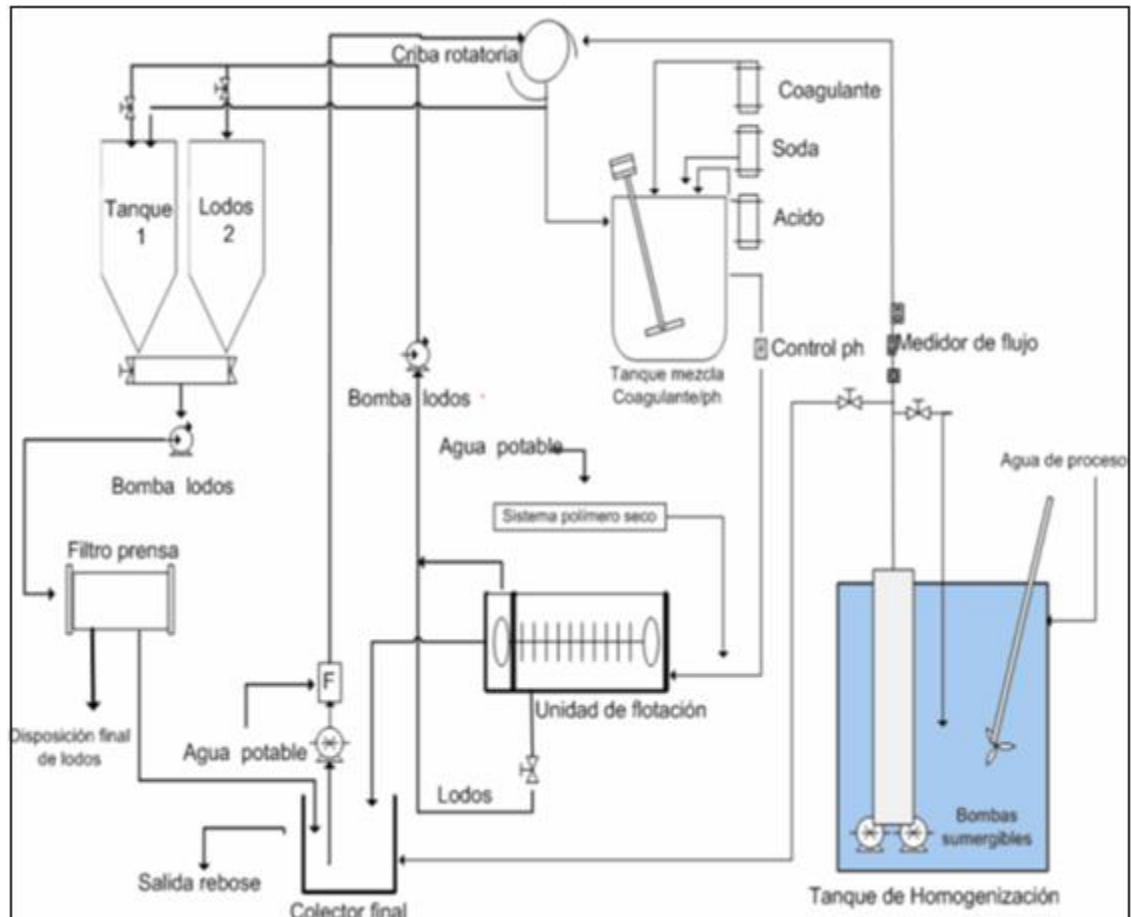 Criba rotatoria
Coagulante
Soda
Acido
Tanque
1
Lodos
2
Medidor de flujo
Control ph
Tanque mezcla
Coagulante/ph
Bomba lodos
Agua potable
Agua de proceso
Bomba lodos
Sistema polímero seco
Filtro prensa
F
Unidad de flotación
Disposición final
de lodos
Agua potable
Lodos
Bombas
sumergibles
Salida rebose
Tanque de Homogenización
Colector final